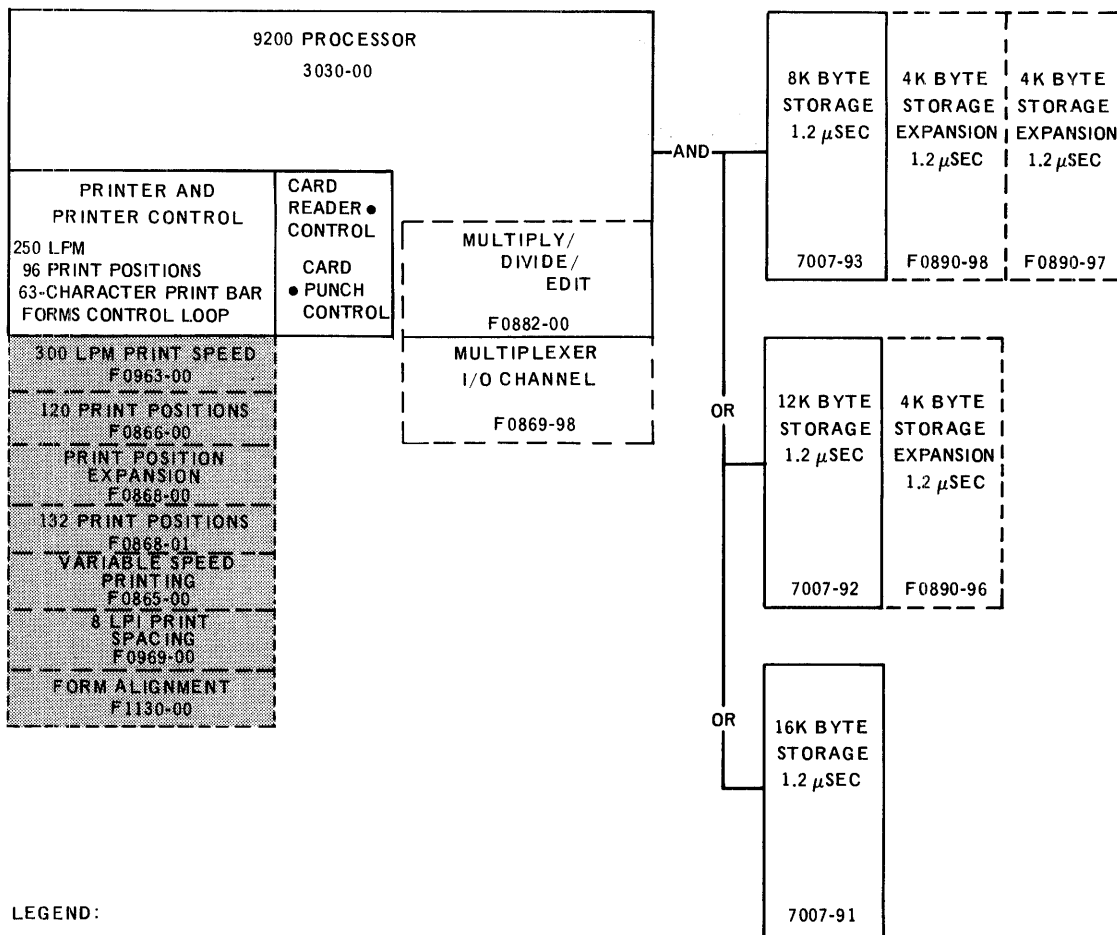 9200 PROCESSOR
3030-00
PRINTER AND
PRINTER CONTROL
250 LPM
96 PRINT POSITIONS
63-CHARACTER PRINT BAR
FORMS CONTROL LOOP
CARD
READER ●
CONTROL
CARD
● PUNCH
CONTROL
MULTIPLY/
DIVIDE/
EDIT
F0882-00
MULTIPLEXER
I/O CHANNEL
F0869-98
300 LPM PRINT SPEED
F0963-00
120 PRINT POSITIONS
F0866-00
PRINT POSITION
EXPANSION
F0868-00
132 PRINT POSITIONS
F0868-01
VARIABLE SPEED
PRINTING
F0865-00
8 LPI PRINT
SPACING
F0969-00
FORM ALIGNMENT
F1130-00
AND
8K BYTE
STORAGE
1.2 μSEC
7007-93
4K BYTE
STORAGE
EXPANSION
1.2 μSEC
F0890-98
4K BYTE
STORAGE
EXPANSION
1.2 μSEC
F0890-97
OR
12K BYTE
STORAGE
1.2 μSEC
7007-92
4K BYTE
STORAGE
EXPANSION
1.2 μSEC
F0890-96
OR
16K BYTE
STORAGE
1.2 μSEC
7007-91
LEGEND: